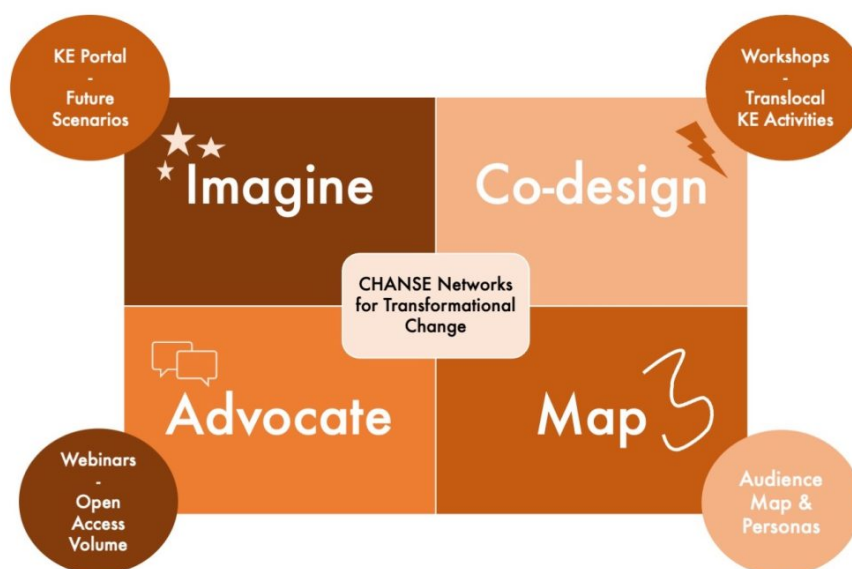 KE Portal
-
Future
Scenarios
Workshops
-
Translocal
KE Activities
Imagine
Co-design
CHANSE Networks
for Transformational
Change
Advocate
Map
Webinars
-
Open
Access
Volume
Audience
Map &
Personas